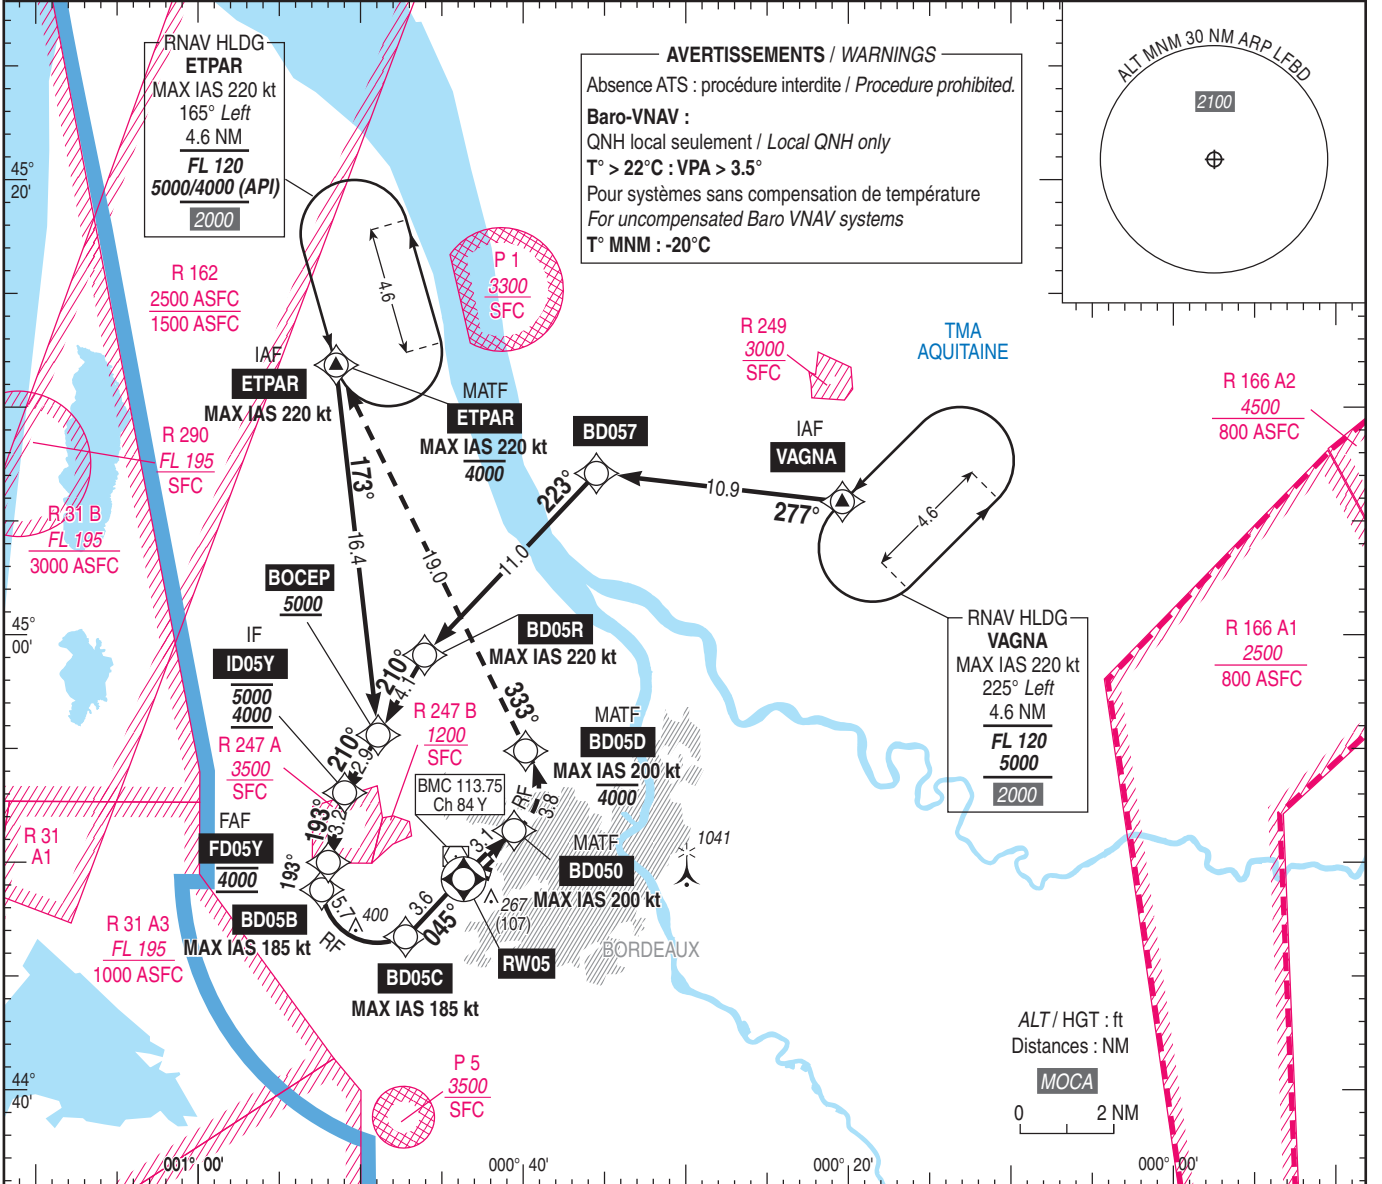 RNAV HLDG
ETPAR
MAX IAS 220 kt
165° Left
4.6 NM
FL 120
5000/4000 (API)
2000
AVERTISSEMENTS / WARNINGS
Absence ATS : procédure interdite / Procedure prohibited.
Baro-VNAV :
QNH local seulement / Local QNH only
T° > 22°C : VPA > 3.5°
Pour systèmes sans compensation de température
For uncompensated Baro VNAV systems
T° MNM : -20°C
ALT MNM 30 NM ARP LFBD
2100
45°
20'
R 162
2500 ASFC
1500 ASFC
4.6
P 1
3300
SFC
IAF
ETPAR
MAX IAS 220 kt
MATF
ETPAR
MAX IAS 220 kt
4000
R 249
3000
SFC
TMA
AQUITAINE
R 166 A2
4500
800 ASFC
R 290
FL 195
SFC
R 31 B
FL 195
3000 ASFC
BD057
IAF
VAGNA
173°
223°
10.9
277°
4.6
16.4
19.0
11.0
BOCEP
5000
IF
ID05Y
5000
4000
BD05R
MAX IAS 220 kt
RNAV HLDG
VAGNA
MAX IAS 220 kt
225° Left
4.6 NM
FL 120
5000
2000
R 166 A1
2500
800 ASFC
45°
00'
210°
4.1
333°
R 247 B
1200
SFC
MATF
BD05D
MAX IAS 200 kt
4000
R 247 A
3500
SFC
210°
2.9
BMC 113.75
Ch 84 Y
RF
3.8
193°
3.2
3.1
1041
R 31
A1
FAF
FD05Y
4000
MATF
BD050
MAX IAS 200 kt
193°
BD05B
MAX IAS 185 kt
5.7
RF
400
3.6
045°
267
(107)
BORDEAUX
RW05
BD05C
MAX IAS 185 kt
R 31 A3
FL 195
1000 ASFC
P 5
3500
SFC
ALT / HGT : ft
Distances : NM
MOCA
0 2 NM
44°
40'
001° 00'
000° 40'
000° 20'
000° 00'